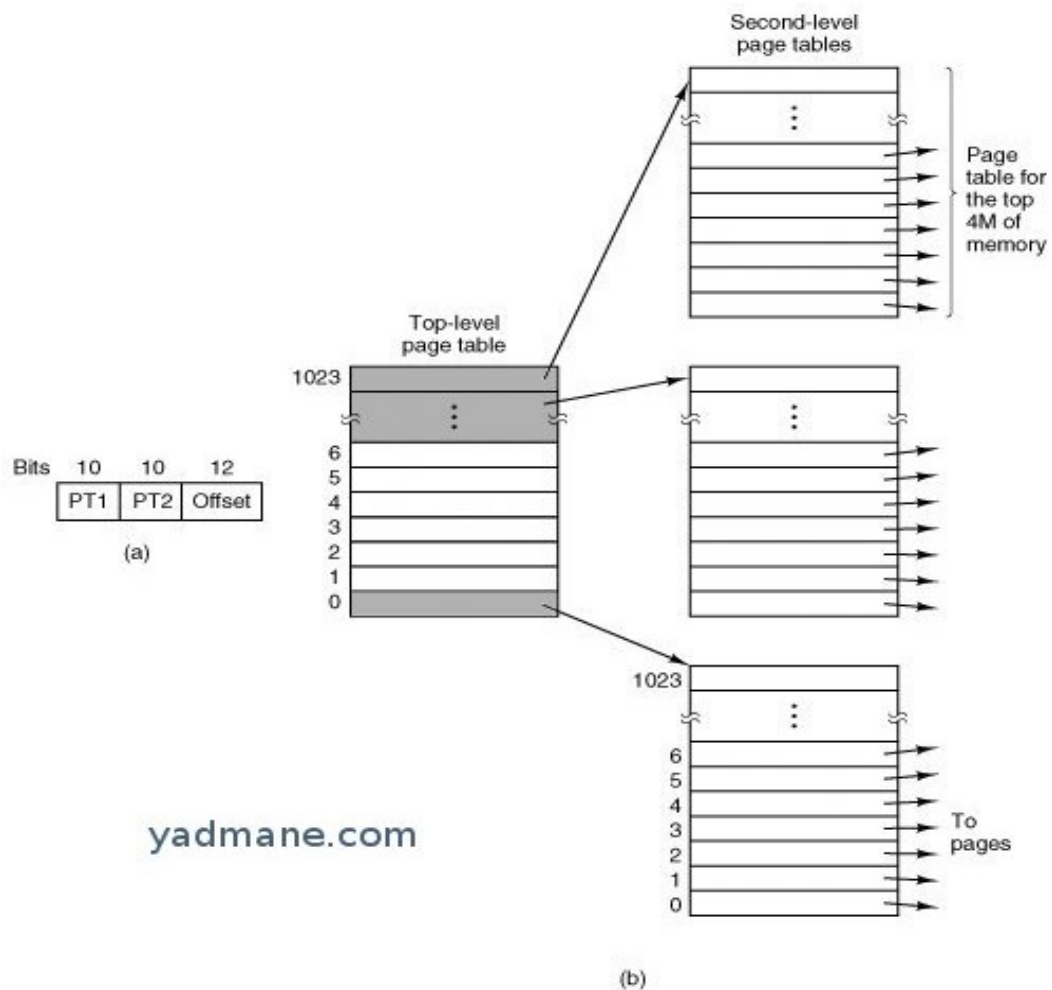 Second-level
page tables
Page
table for
the top
4M of
memory
Top-level
page table
1023
6
5
4
3
2
1
0
Bits 10 10 12
PT1 PT2 Offset
(a)
1023
6
5
4
3
2
1
0
To
pages
yadmane.com
(b)